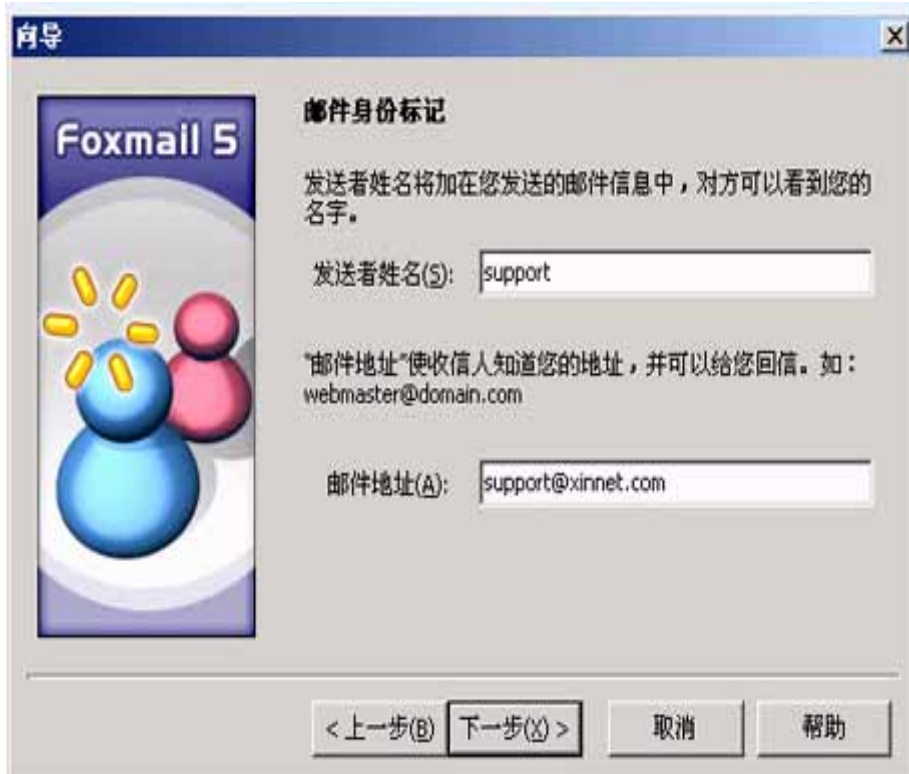 向导
Foxmail 5
邮件身份标记
发送者姓名将加在您发送的邮件信息中，对方可以看到您的
名字。
发送者姓名(S): support
"邮件地址"使收信人知道您的地址，并可以给您回信。如：
webmaster@domain.com
邮件地址(A): support@xinnet.com
<上一步(B) 下一步(X)> 取消 帮助